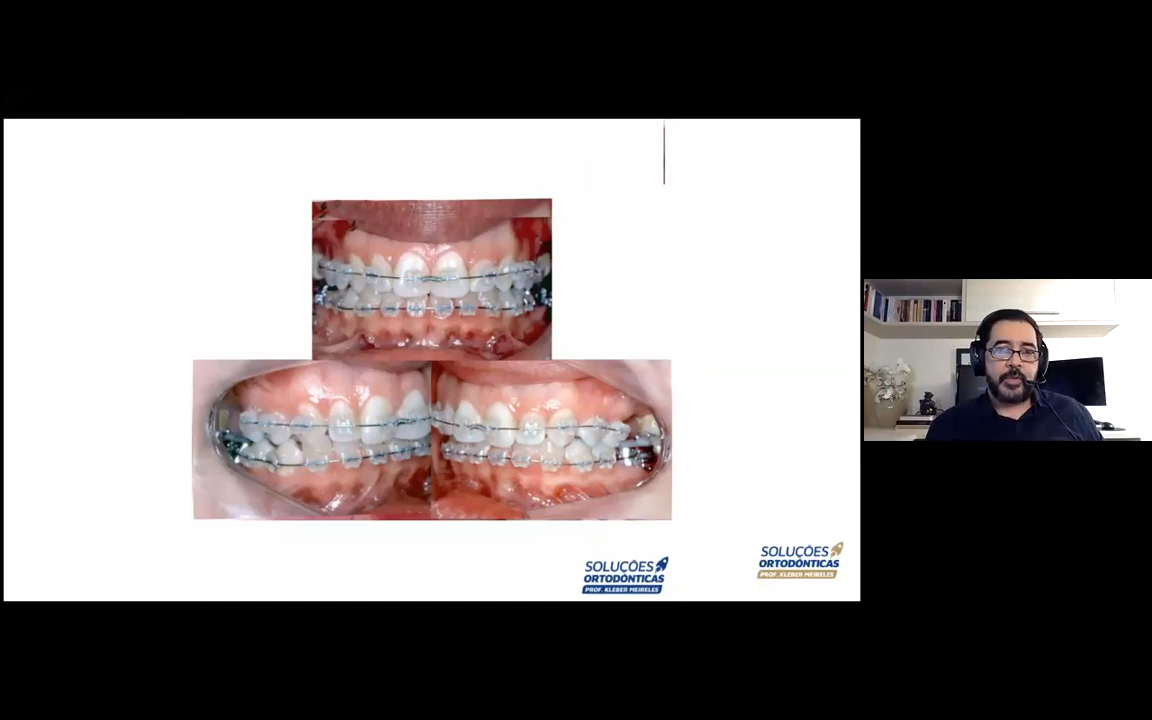 SOLUÇÕES
ORTODÔNTICAS
PROF. KLEBER MEIRELES
SOLUÇÕES
ORTODÔNTICAS
PROF. KLEBER MEIRELES